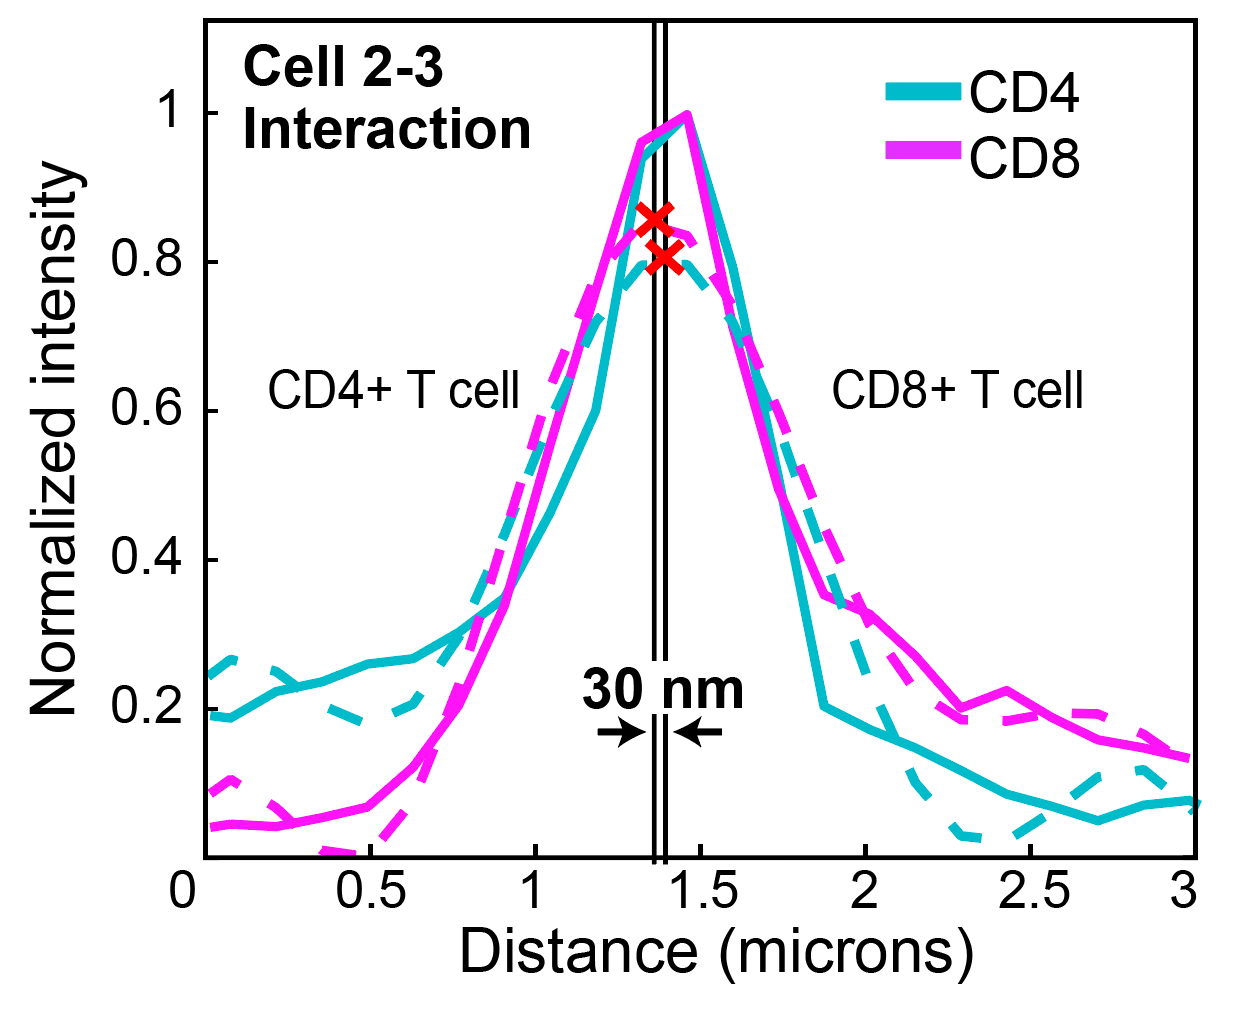 Cell 2-3
Interaction
CD4
CD8
1
0.8
0.6
0.4
0.2
Normalized intensity
CD4+ T cell
CD8+ T cell
30 nm
0
0.5
1
1.5
2
2.5
3
Distance (microns)